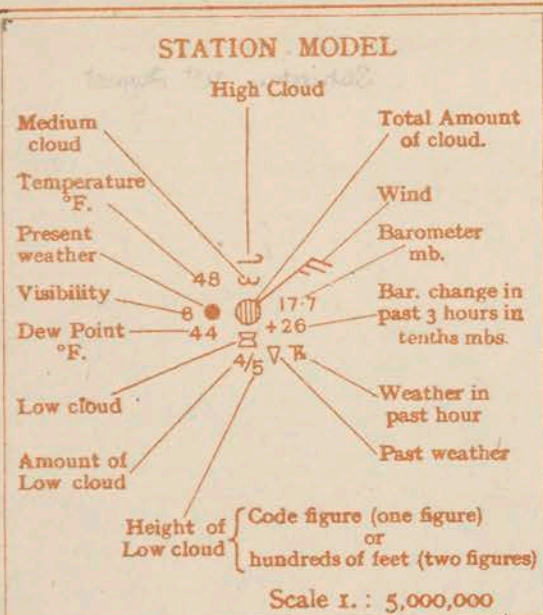 STATION MODEL
High Cloud
Medium
cloud
Total Amount
of cloud.
Temperature
°F.
Wind
Present
weather
Barometer
mb.
48
Visibility
8
17.7
Bar. change in
past 3 hours in
tenths mbs.
Dew Point
°F.
44
+26
4/5
Low cloud
Weather in
past hour
Amount of
Low cloud
Past weather
Height of
Low cloud
Code figure (one figure)
or
hundreds of feet (two figures)
Scale 1. : 5,000,000